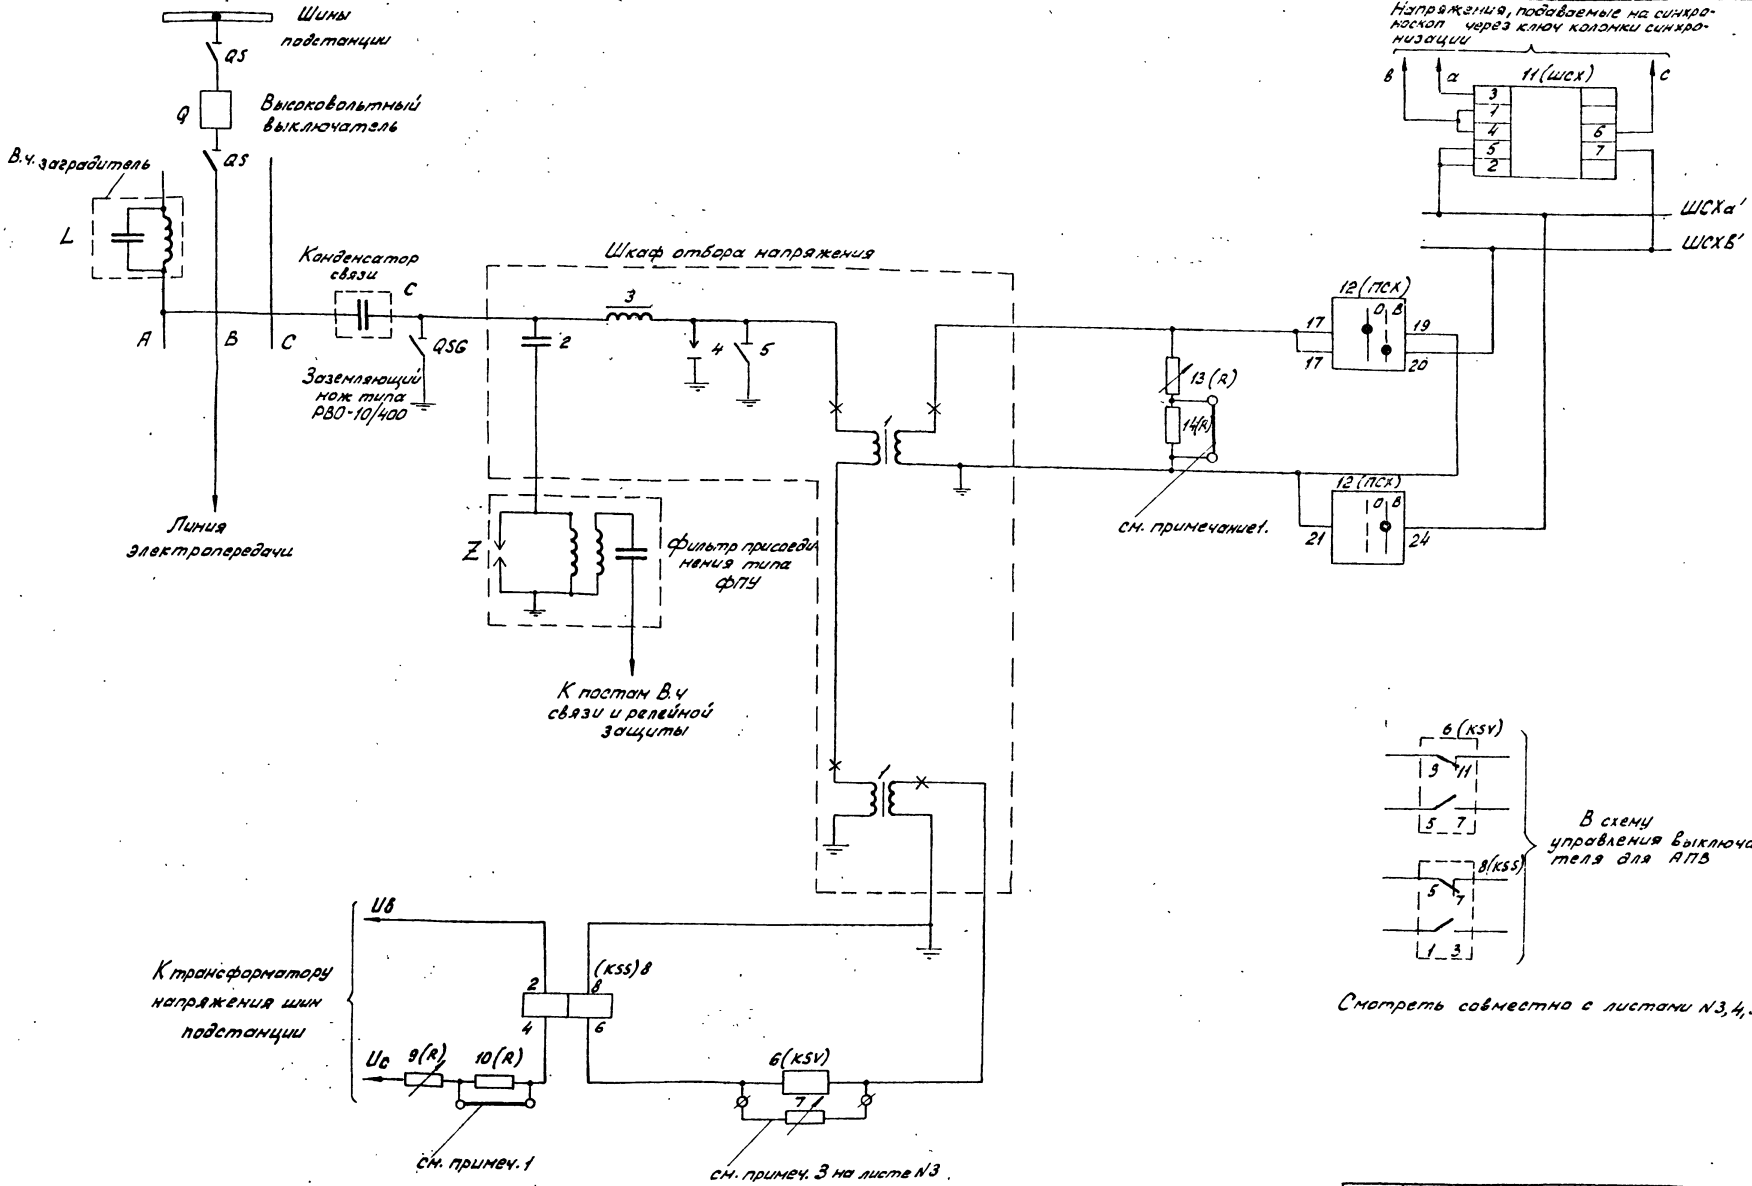 Шины
подстанции
QS
Q
Высоковольтный
выключатель
QS
В.ч. заградитель
L
A
B
C
Конденсатор
связи
C
QSG
Заземляющий
нож типа
РВО-10/400
Линия
электропередачи
Шкаф отбора напряжения
3
2
4
5
1
Z
Фильтр присоеди
нения типа
ФПУ
К постам В.ч
связи и релейной
защиты
1
13(R)
14(R)
см. примечание1.
Напряжения, подаваемые на синхро-
носкоп через ключ колонки синхро-
низации
в
а
с
11(ШСХ)
3
1
4
6
5
7
2
ШСХа'
ШСХв'
12(ПСХ)
О В
17
19
17
20
12(ПСХ)
О В
21
24
6(KSV)
9 11
5 7
8(KSS)
5 7
1 3
В схему
управления выключа
теля для АПВ
Смотреть совместно с листами N3,4,
К трансформатору
напряжения шин
подстанции
Uв
Uc
9(R)
10(R)
2
4
(KSS)8
8
6
6(KSV)
7
см. примеч. 1
см. примеч. 3 на листе N3.